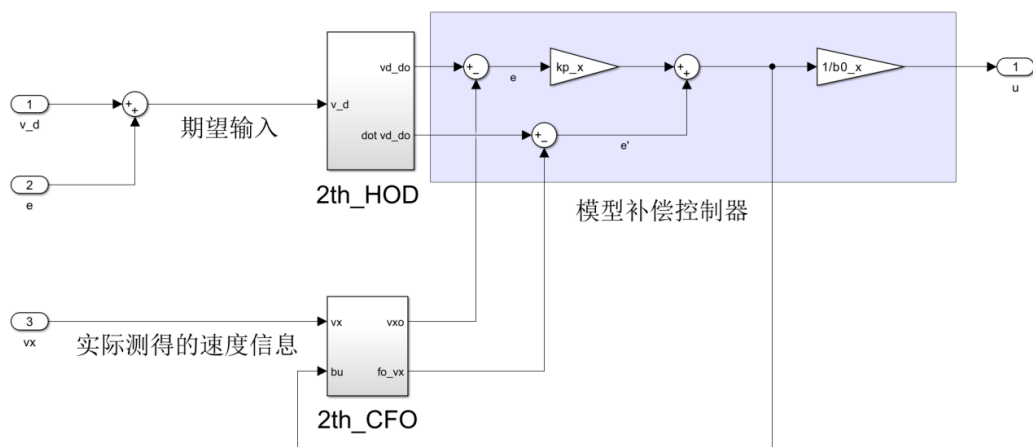 vd_do
+
−
e
kp_x
+
+
1/b0_x
1
u
1
v_d
+
+
期望输入
v_d
dot vd_do
+
−
e'
2
e
2th_HOD
模型补偿控制器
3
vx
实际测得的速度信息
vx
vxo
bu
fo_vx
2th_CFO